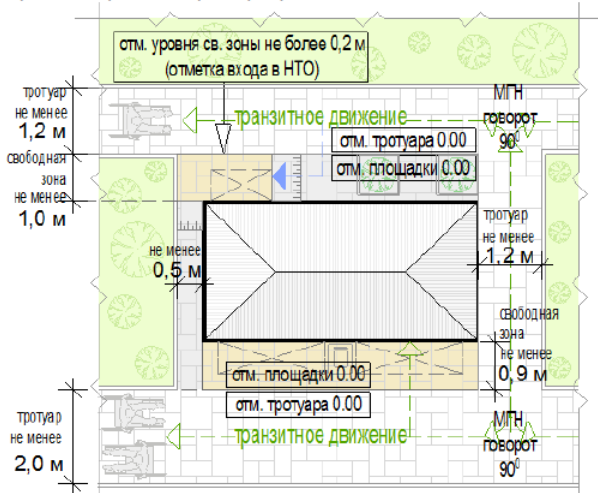 отм. уровня св. зоны не более 0,2 м
(отметка входа в НТО)
тротуар
не менее
1,2 м
транзитное движение
МГН
поворот
90⁰
отм. тротуара 0.00
отм. площадки 0.00
свободная
зона
не менее
1,0 м
не менее
0,5 м
тротуар
не менее
1,2 м
свободная
зона
не менее
0,9 м
отм. площадки 0.00
отм. тротуара 0.00
тротуар
не менее
2,0 м
транзитное движение
МГН
поворот
90⁰